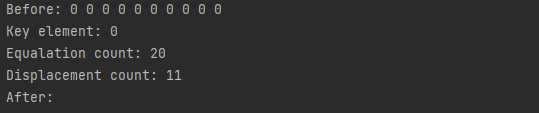 Before: 0 0 0 0 0 0 0 0 0 0
Key element: 0
Equalation count: 20
Displacement count: 11
After: